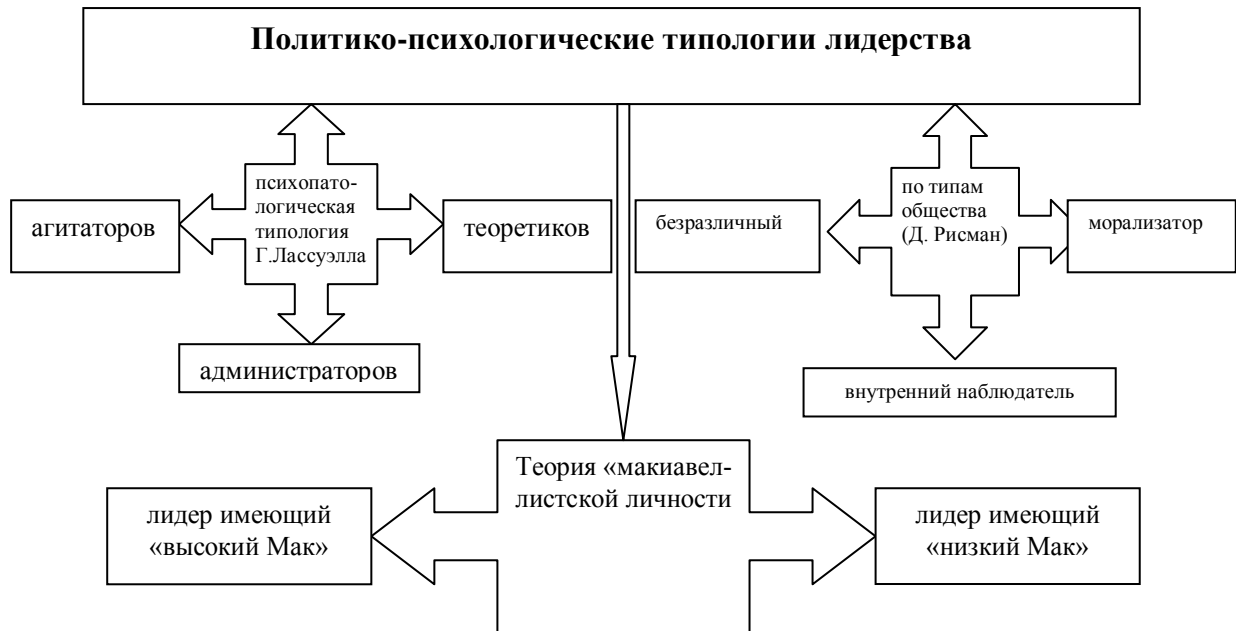 Политико-психологические типологии лидерства
психопато-
логическая
типология
Г.Лассуэлла
агитаторов
теоретиков
администраторов
по типам
общества
(Д. Рисман)
безразличный
морализатор
внутренний наблюдатель
Теория «макиавел-
листской личности
лидер имеющий
«высокий Мак»
лидер имеющий
«низкий Мак»